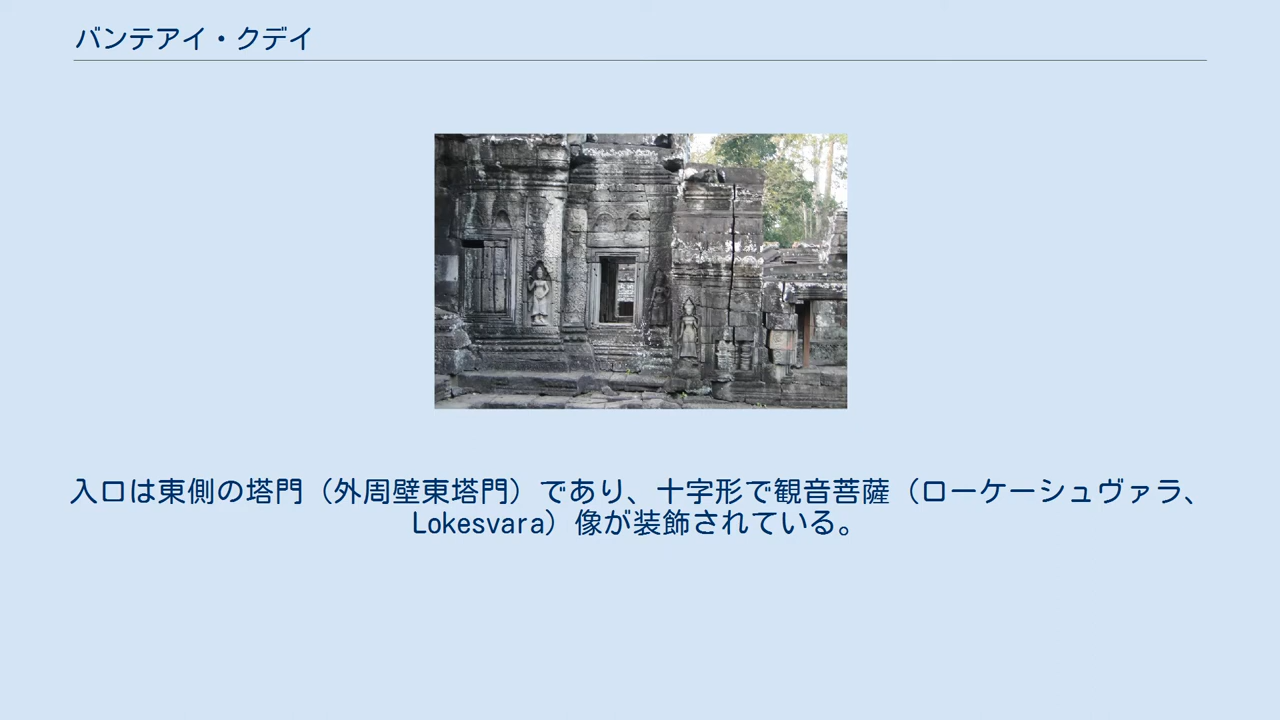 バンテアイ・クデイ
入口は東側の塔門（外周壁東塔門）であり、十字形で観音菩薩（ローケーシュヴァラ、
Lokesvara）像が装飾されている。